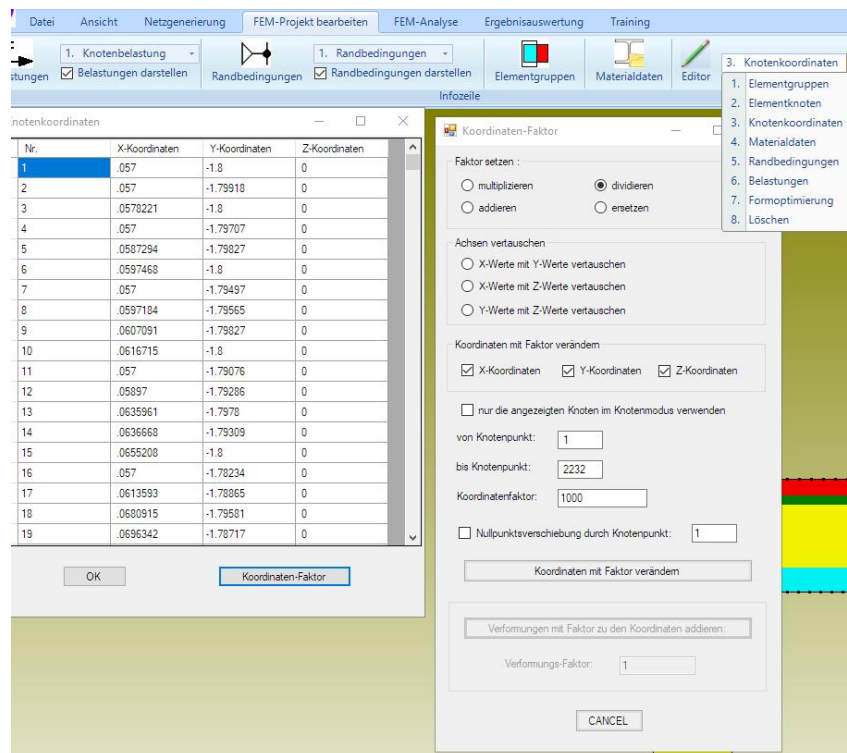 Datei Ansicht Netzgenerierung FEM-Projekt bearbeiten FEM-Analyse Ergebnisauswertung Training
1. Knotenbelastung
Belastungen darstellen
Randbedingungen
1. Randbedingungen
Randbedingungen darstellen
Elementgruppen
Materialdaten
Editor
3. Knotenkoordinaten
Infozeile
1. Elementgruppen
2. Elementknoten
3. Knotenkoordinaten
4. Materialdaten
5. Randbedingungen
6. Belastungen
7. Formoptimierung
8. Löschen
Nr. X-Koordinaten Y-Koordinaten Z-Koordinaten
1 .057 -1.8 0
2 .057 -1.79918 0
3 .0578221 -1.8 0
4 .057 -1.79707 0
5 .0587294 -1.79827 0
6 .0597468 -1.8 0
7 .057 -1.79497 0
8 .0597184 -1.79565 0
9 .0607091 -1.79827 0
10 .0616715 -1.8 0
11 .057 -1.79076 0
12 .05897 -1.79286 0
13 .0635961 -1.7978 0
14 .0636668 -1.79309 0
15 .0655208 -1.8 0
16 .057 -1.78234 0
17 .0613593 -1.78865 0
18 .0680915 -1.79581 0
19 .0696342 -1.78717 0
OK
Koordinaten-Faktor
Koordinaten-Faktor
Faktor setzen :
multiplizieren dividieren
addieren ersetzen
Achsen vertauschen
X-Werte mit Y-Werte vertauschen
X-Werte mit Z-Werte vertauschen
Y-Werte mit Z-Werte vertauschen
Koordinaten mit Faktor verändern
X-Koordinaten Y-Koordinaten Z-Koordinaten
nur die angezeigten Knoten im Knotenmodus verwenden
von Knotenpunkt: 1
bis Knotenpunkt: 2232
Koordinatenfaktor: 1000
Nullpunktsverschiebung durch Knotenpunkt: 1
Koordinaten mit Faktor verändern
Verformungen mit Faktor zu den Koordinaten addieren:
Verformungs-Faktor: 1
CANCEL